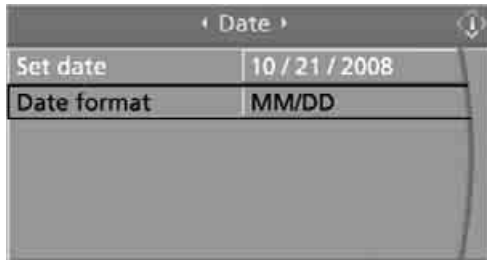 Date
Set date 10 / 21 / 2008
Date format MM/DD